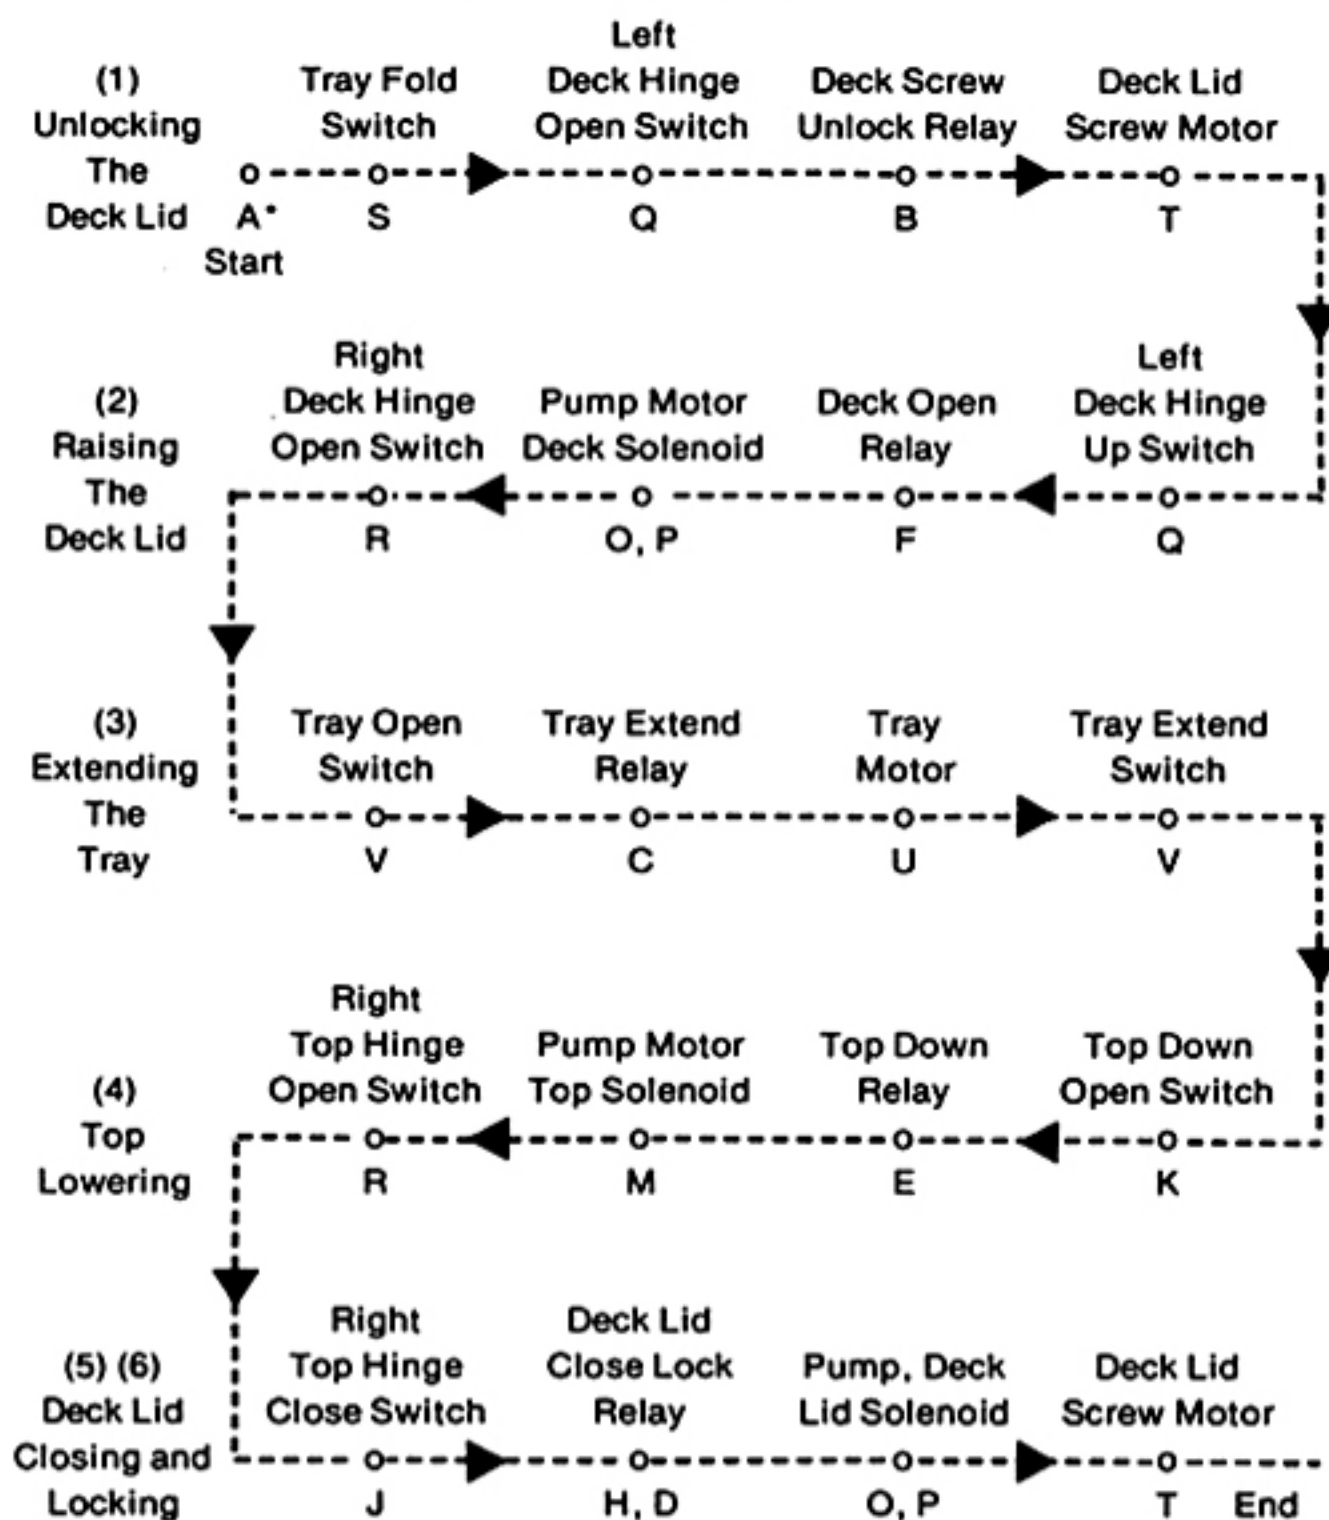 (1)
Unlocking
The
Deck Lid
A*
Start
Tray Fold
Switch
S
Left
Deck Hinge
Open Switch
Q
Deck Screw
Unlock Relay
B
Deck Lid
Screw Motor
T
(2)
Raising
The
Deck Lid
Right
Deck Hinge
Open Switch
R
Pump Motor
Deck Solenoid
O, P
Deck Open
Relay
F
Left
Deck Hinge
Up Switch
Q
(3)
Extending
The
Tray
Tray Open
Switch
V
Tray Extend
Relay
C
Tray
Motor
U
Tray Extend
Switch
V
(4)
Top
Lowering
Right
Top Hinge
Open Switch
R
Pump Motor
Top Solenoid
M
Top Down
Relay
E
Top Down
Open Switch
K
(5) (6)
Deck Lid
Closing and
Locking
Right
Top Hinge
Close Switch
J
Deck Lid
Close Lock
Relay
H, D
Pump, Deck
Lid Solenoid
O, P
Deck Lid
Screw Motor
T
End